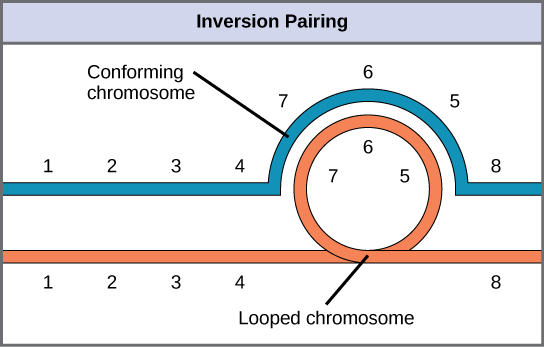 Inversion Pairing
Conforming
chromosome
6
7 5
1 2 3 4 8
6
7 5
1 2 3 4 8
Looped chromosome